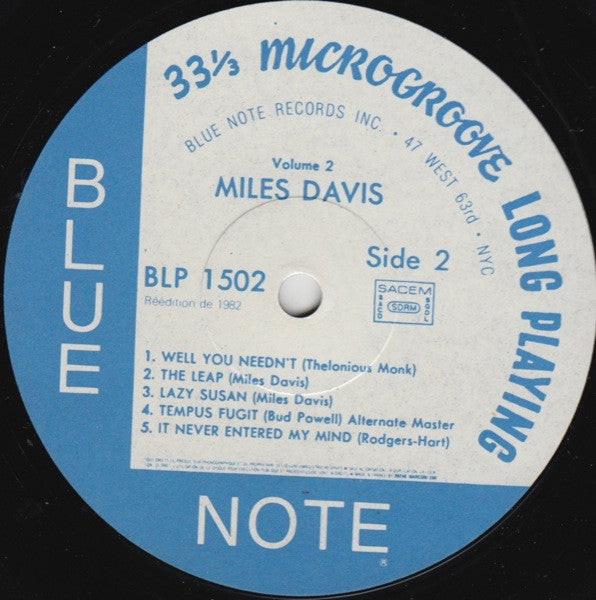 33⅓ MICROGROOVE LONG PLAYING
BLUE NOTE RECORDS INC. • 47 WEST 63rd • NYC
Volume 2
MILES DAVIS
BLP 1502
Side 2
Réédition de 1982
SACEM
SACD
SDRM
SGDL
1. WELL YOU NEEDN'T (Thelonious Monk)
2. THE LEAP (Miles Davis)
3. LAZY SUSAN (Miles Davis)
4. TEMPUS FUGIT (Bud Powell) Alternate Master
5. IT NEVER ENTERED MY MIND (Rodgers-Hart)
BLUE
NOTE
®